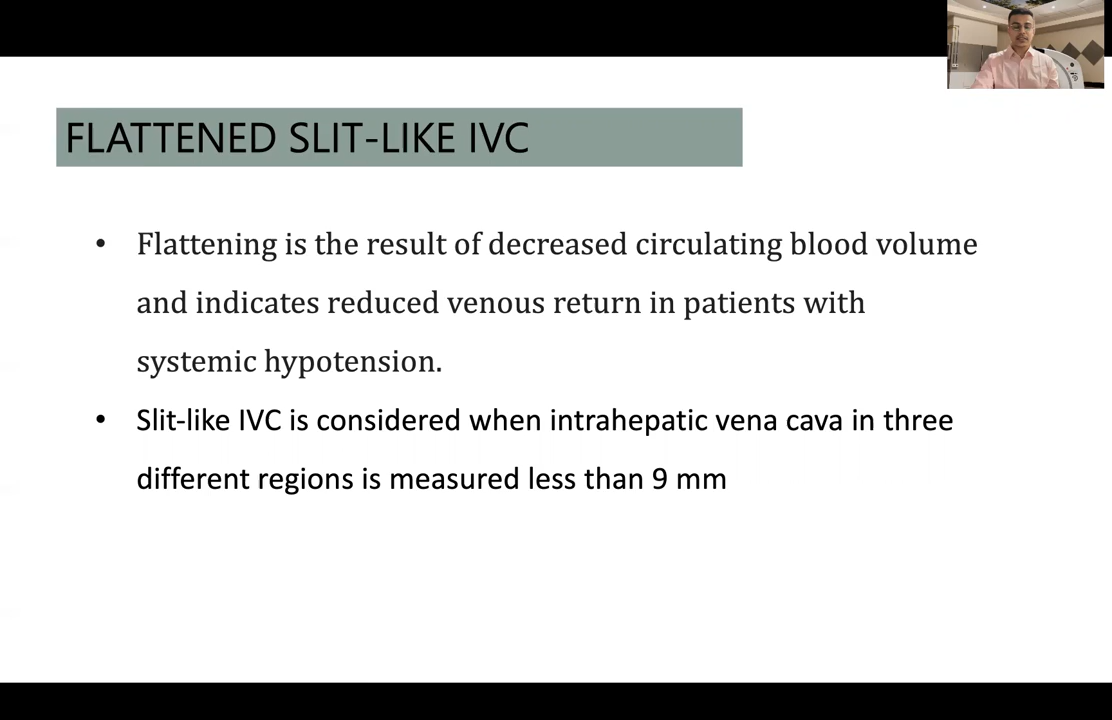 FLATTENED SLIT-LIKE IVC
• Flattening is the result of decreased circulating blood volume
and indicates reduced venous return in patients with
systemic hypotension.
• Slit-like IVC is considered when intrahepatic vena cava in three
different regions is measured less than 9 mm